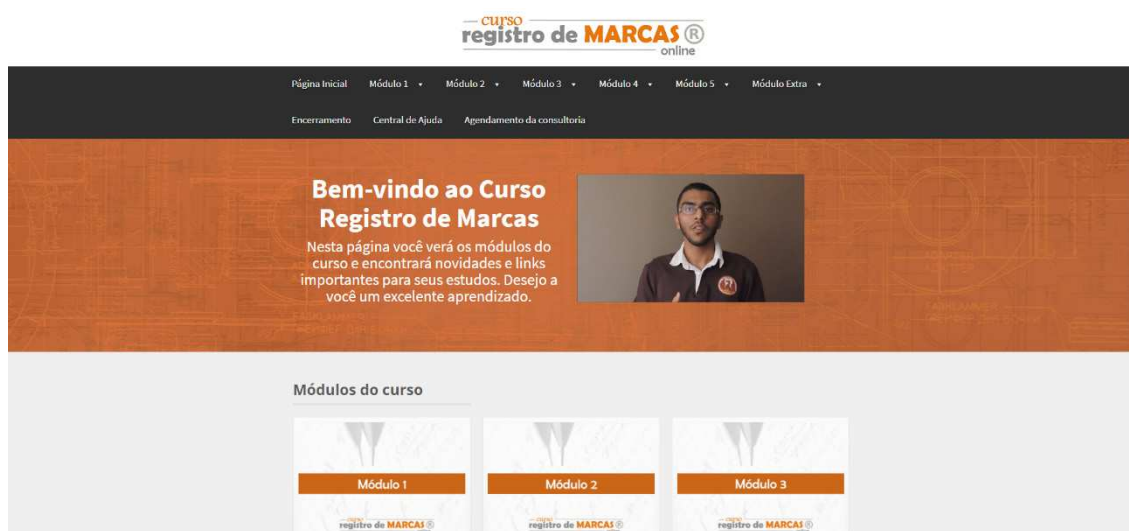 curso
registro de MARCAS ®
online
Página Inicial Módulo 1 Módulo 2 Módulo 3 Módulo 4 Módulo 5 Módulo Extra
Encerramento Central de Ajuda Agendamento da consultoria
Bem-vindo ao Curso
Registro de Marcas
Nesta página você verá os módulos do
curso e encontrará novidades e links
importantes para seus estudos. Desejo a
você um excelente aprendizado.
Módulos do curso
Módulo 1 Módulo 2 Módulo 3
curso curso curso
registro de MARCAS ® registro de MARCAS ® registro de MARCAS ®